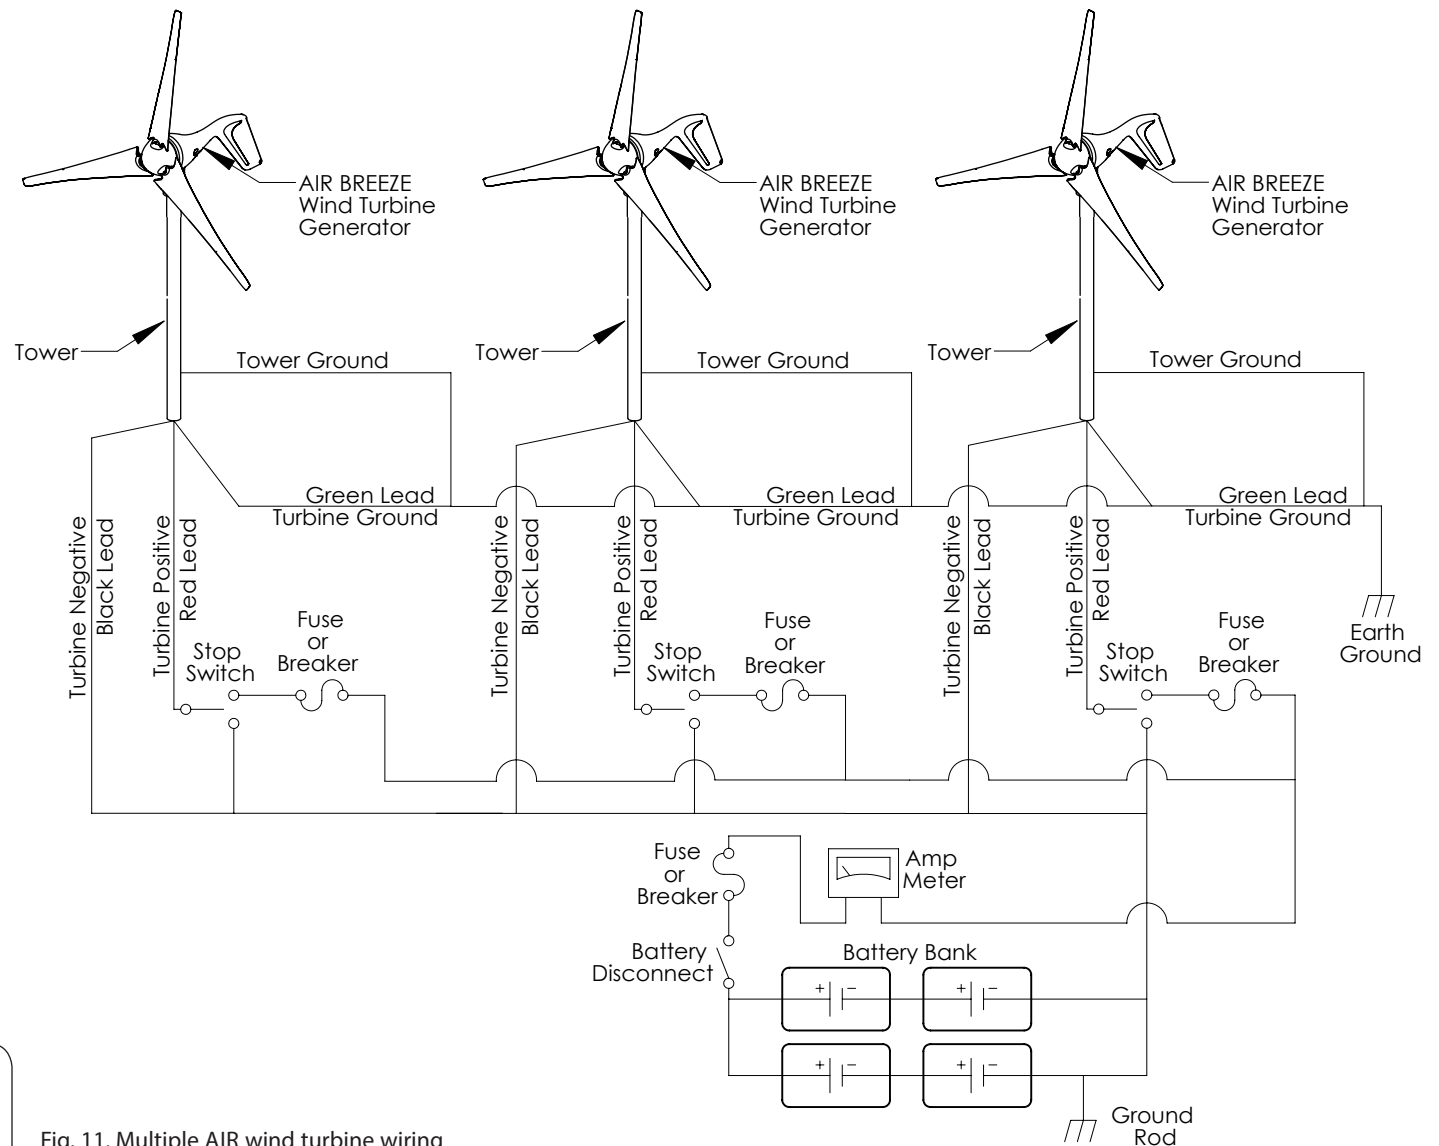 AIR BREEZE
Wind Turbine
Generator
AIR BREEZE
Wind Turbine
Generator
AIR BREEZE
Wind Turbine
Generator
Tower
Tower Ground
Tower
Tower Ground
Tower
Tower Ground
Green Lead
Turbine Ground
Green Lead
Turbine Ground
Green Lead
Turbine Ground
Turbine Negative
Black Lead
Turbine Positive
Red Lead
Turbine Negative
Black Lead
Turbine Positive
Red Lead
Turbine Negative
Black Lead
Turbine Positive
Red Lead
Stop
Switch
Fuse
or
Breaker
Stop
Switch
Fuse
or
Breaker
Stop
Switch
Fuse
or
Breaker
Earth
Ground
Fuse
or
Breaker
Amp
Meter
Battery
Disconnect
Battery Bank
+ −
+ −
+ −
+ −
Ground
Rod
Fig. 11. Multiple AIR wind turbine wiring